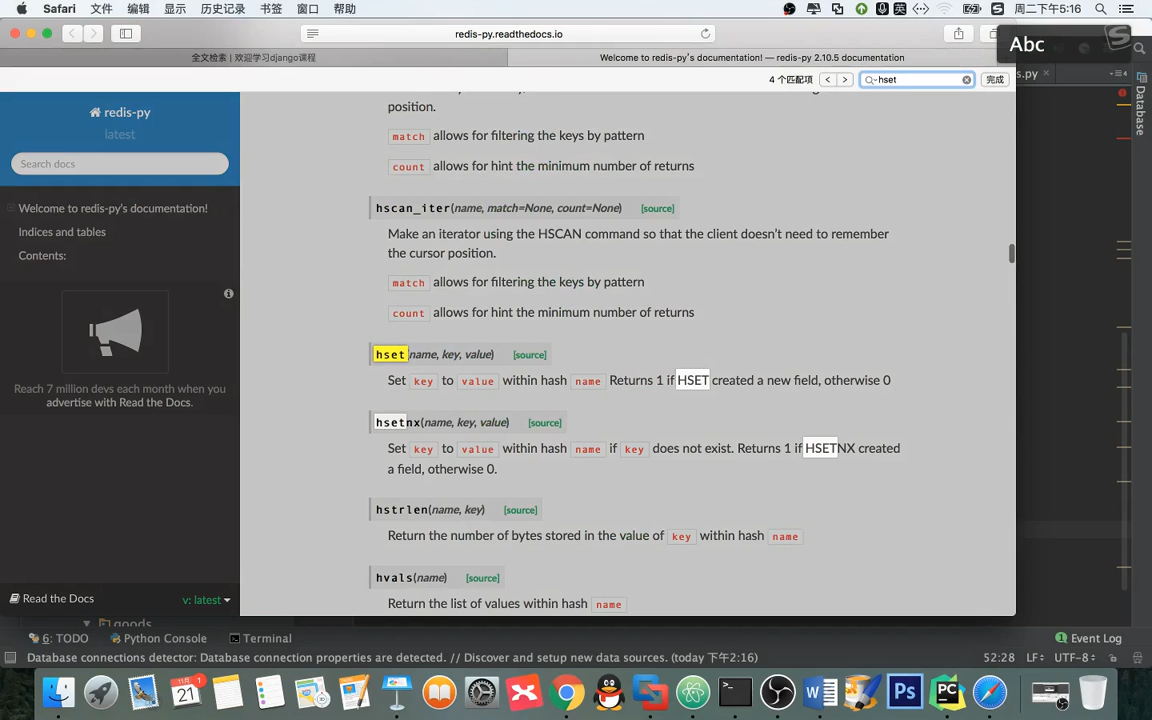 Safari 文件 编辑 显示 历史记录 书签 窗口 帮助 英 周二下午5:16
redis-py.readthedocs.io
Abc
全文检索 | 欢迎学习django课程 Welcome to redis-py's documentation! — redis-py 2.10.5 documentation
4 个匹配项 < > hset 完成
s.py ×
Database
redis-py
latest
Search docs
Welcome to redis-py's documentation!
Indices and tables
Contents:
Reach 7 million devs each month when you
advertise with Read the Docs.
Read the Docs v: latest
position.
match allows for filtering the keys by pattern
count allows for hint the minimum number of returns
hscan_iter(name, match=None, count=None) [source]
Make an iterator using the HSCAN command so that the client doesn't need to remember
the cursor position.
match allows for filtering the keys by pattern
count allows for hint the minimum number of returns
hset(name, key, value) [source]
Set key to value within hash name Returns 1 if HSET created a new field, otherwise 0
hsetnx(name, key, value) [source]
Set key to value within hash name if key does not exist. Returns 1 if HSETNX created
a field, otherwise 0.
hstrlen(name, key) [source]
Return the number of bytes stored in the value of key within hash name
hvals(name) [source]
Return the list of values within hash name
goods
6: TODO Python Console Terminal 1 Event Log
Database connections detector: Database connection properties are detected. // Discover and setup new data sources. (today 下午2:16) 52:28 LF UTF-8
21
1
W
Ps
PC